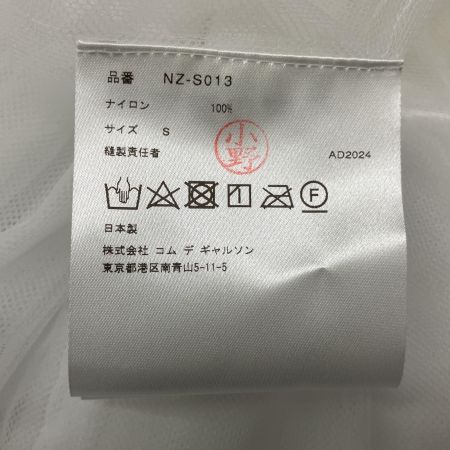 品番 NZ-S013
ナイロン 100%
サイズ S
小野
縫製責任者 AD2024
F
日本製
株式会社 コム デ ギャルソン
東京都港区南青山5-11-5